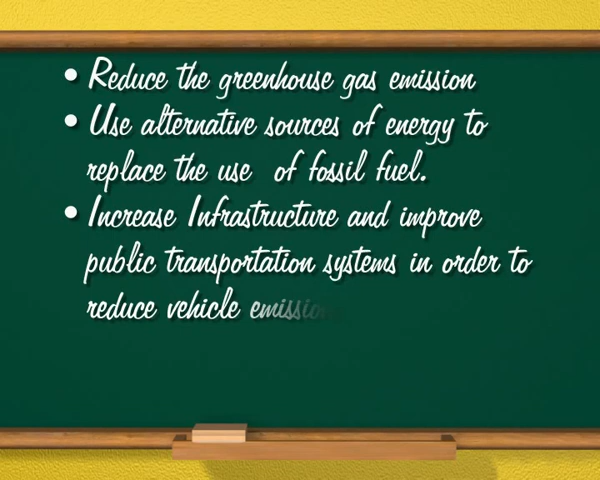 • Reduce the greenhouse gas emission
• Use alternative sources of energy to
replace the use of fossil fuel.
• Increase Infrastructure and improve
public transportation systems in order to
reduce vehicle emission